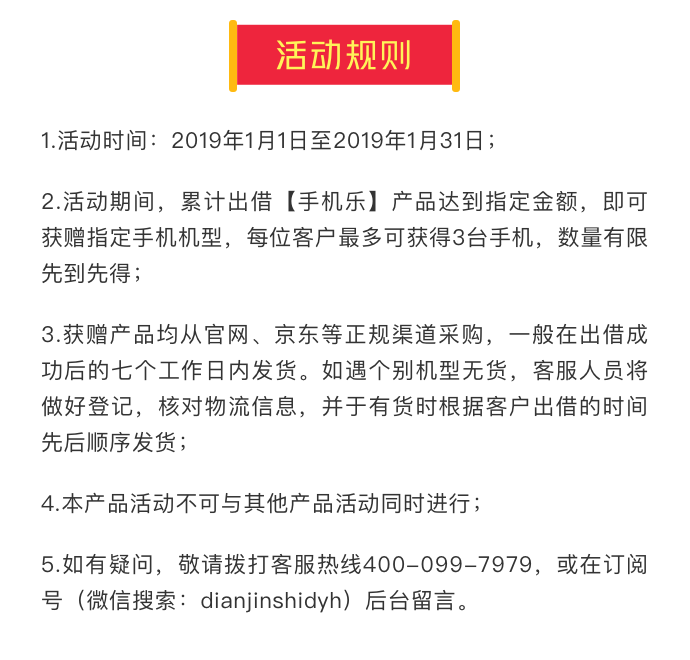 活动规则
1.活动时间：2019年1月1日至2019年1月31日；
2.活动期间，累计出借【手机乐】产品达到指定金额，即可
获赠指定手机机型，每位客户最多可获得3台手机，数量有限
先到先得；
3.获赠产品均从官网、京东等正规渠道采购，一般在出借成
功后的七个工作日内发货。如遇个别机型无货，客服人员将
做好登记，核对物流信息，并于有货时根据客户出借的时间
先后顺序发货；
4.本产品活动不可与其他产品活动同时进行；
5.如有疑问，敬请拨打客服热线400-099-7979，或在订阅
号（微信搜索：dianjinshidyh）后台留言。